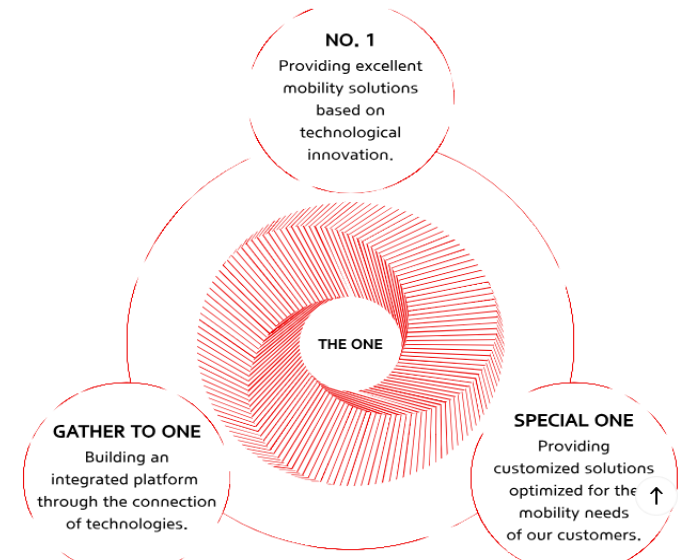 NO. 1
Providing excellent
mobility solutions
based on
technological
innovation.
THE ONE
GATHER TO ONE
Building an
integrated platform
through the connection
of technologies.
SPECIAL ONE
Providing
customized solutions
optimized for the
mobility needs
of our customers.